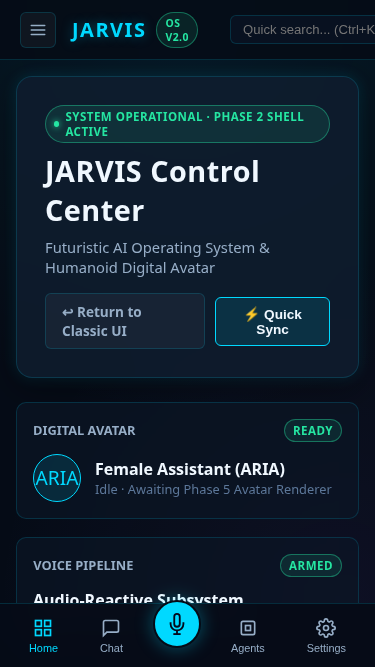 JARVIS
OS
V2.0
Quick search... (Ctrl+K
SYSTEM OPERATIONAL · PHASE 2 SHELL
ACTIVE
JARVIS Control
Center
Futuristic AI Operating System &
Humanoid Digital Avatar
↩ Return to
Classic UI
⚡ Quick
Sync
DIGITAL AVATAR
READY
ARIA
Female Assistant (ARIA)
Idle · Awaiting Phase 5 Avatar Renderer
VOICE PIPELINE
ARMED
Audio-Reactive Subsystem
Home
Chat
Agents
Settings